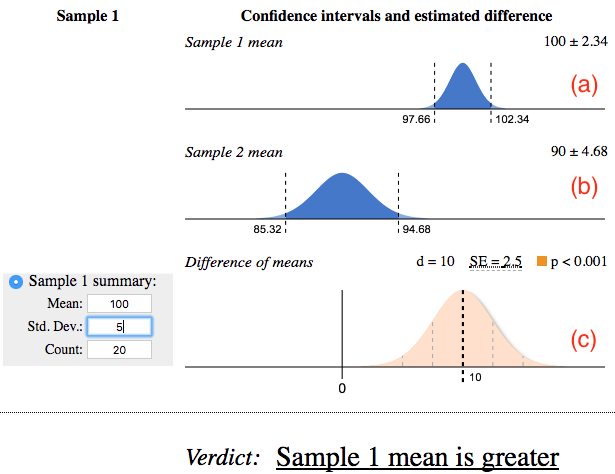 Sample 1
Confidence intervals and estimated difference
Sample 1 mean
100 ± 2.34
(a)
97.66
102.34
Sample 2 mean
90 ± 4.68
(b)
85.32
94.68
Difference of means
d = 10 SE = 2.5 p < 0.001
Sample 1 summary:
Mean: 100
Std. Dev.: 5
Count: 20
(c)
10
0
Verdict: Sample 1 mean is greater